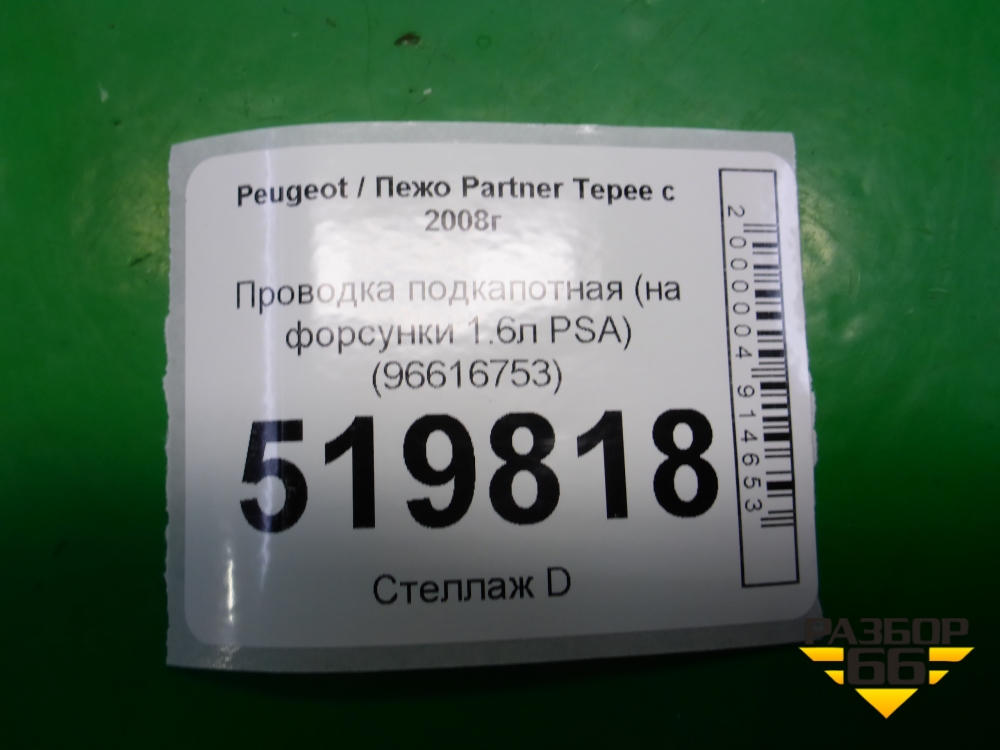 Peugeot / Пежо Partner Tepee с
2008г
Проводка подкапотная (на
форсунки 1.6л PSA)
(96616753)
519818
Стеллаж D
2000004914653
РАЗБОР
66